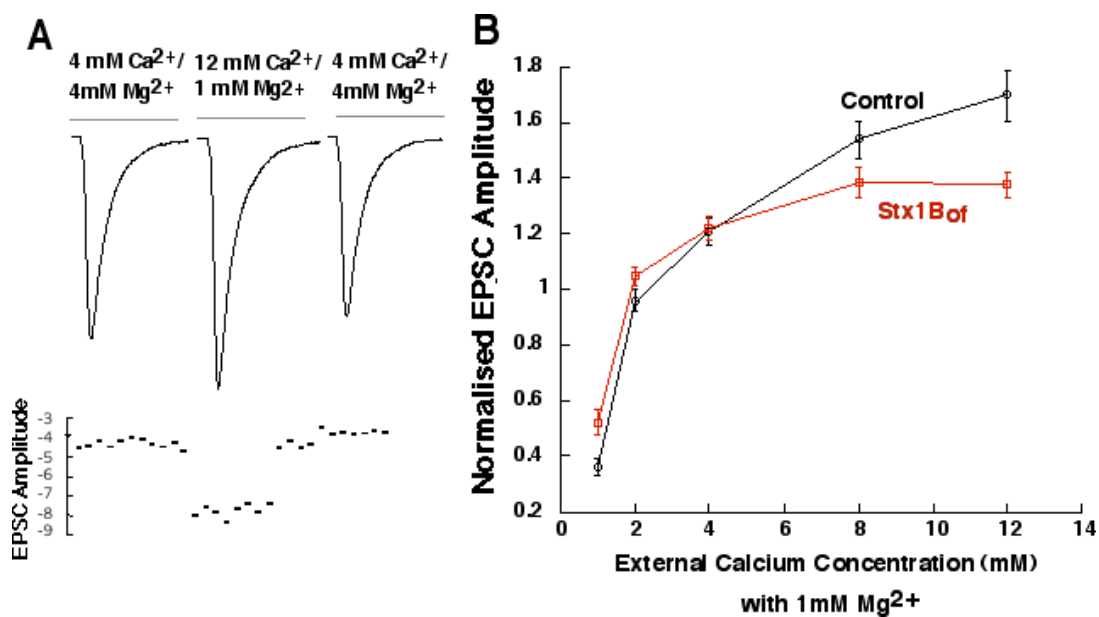 A
4 mM Ca2+/
4mM Mg2+
12 mM Ca2+/
1 mM Mg2+
4 mM Ca2+/
4mM Mg2+
EPSC Amplitude
-3
-4
-5
-6
-7
-8
-9
B
Normalised EPSC Amplitude
1.8
1.6
1.4
1.2
1
0.8
0.6
0.4
0.2
Control
Stx1Bof
0 2 4 6 8 10 12 14
External Calcium Concentration (mM)
with 1mM Mg2+